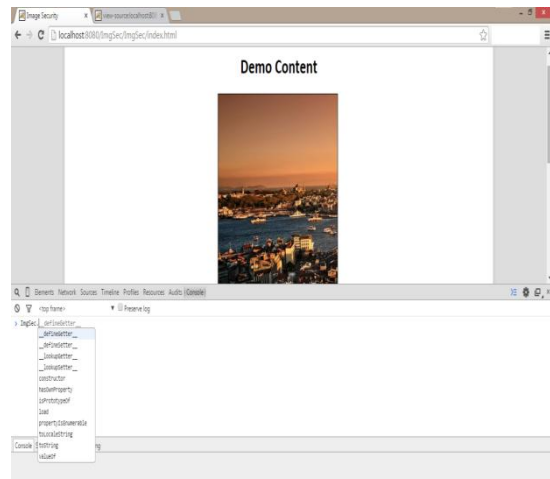 Image Security
view-source:localhost:80
localhost:8080/ImgSec/ImgSec/index.html
Demo Content
Elements Network Sources Timeline Profiles Resources Audits Console
<top frame> Preserve log
ImgSec.__defineGetter__
__defineGetter__
__defineSetter__
__lookupGetter__
__lookupSetter__
constructor
hasOwnProperty
isPrototypeOf
load
propertyIsEnumerable
toLocaleString
toString
valueOf
Console